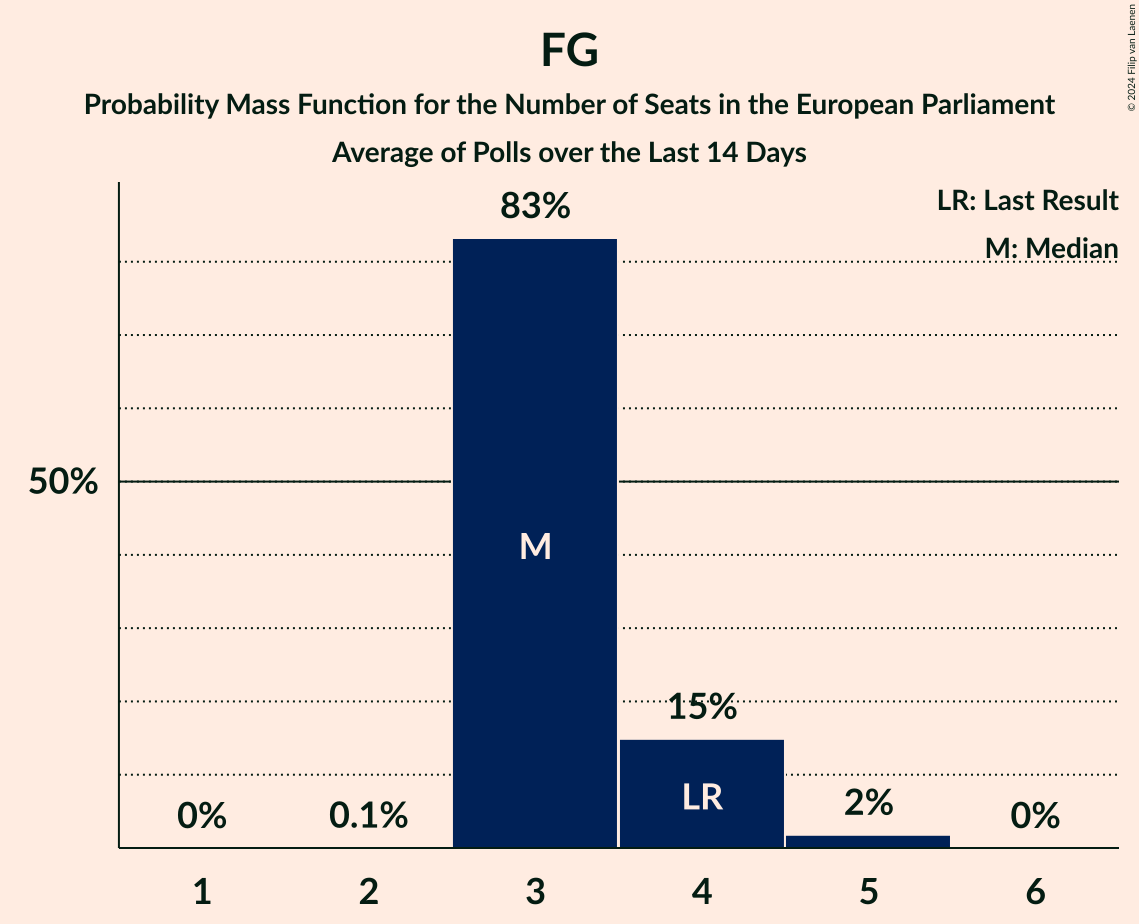 FG
Probability Mass Function for the Number of Seats in the European Parliament
Average of Polls over the Last 14 Days
© 2024 Filip van Laenen
LR: Last Result
M: Median
83%
50%
M
15%
LR
0%
0.1%
2%
0%
1
2
3
4
5
6